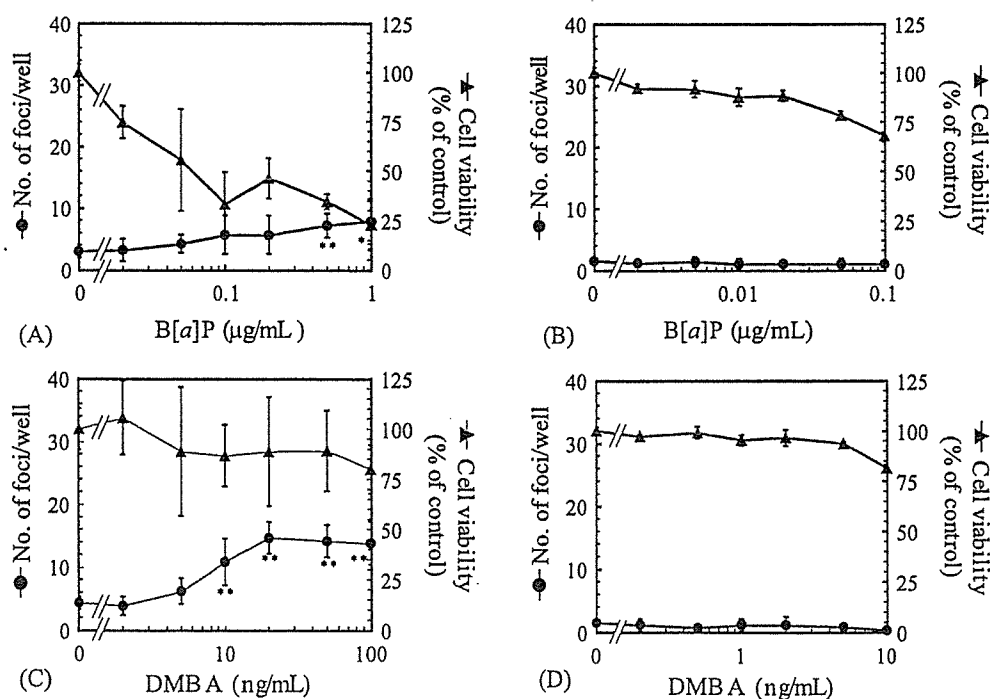 40 125
30 100
20 75
50
10 25
0 0
No. of foci/well
Cell viability
(% of control)
**
*
0 0.1 1
(A) B[a]P (μg/mL)
40 125
30 100
20 75
50
10 25
0 0
No. of foci/well
Cell viability
(% of control)
0 0.01 0.1
(B) B[a]P (μg/mL)
40 125
30 100
20 75
50
10 25
0 0
No. of foci/well
Cell viability
(% of control)
** ** ** **
0 10 100
(C) DMBA (ng/mL)
40 125
30 100
20 75
50
10 25
0 0
No. of foci/well
Cell viability
(% of control)
0 1 10
(D) DMBA (ng/mL)